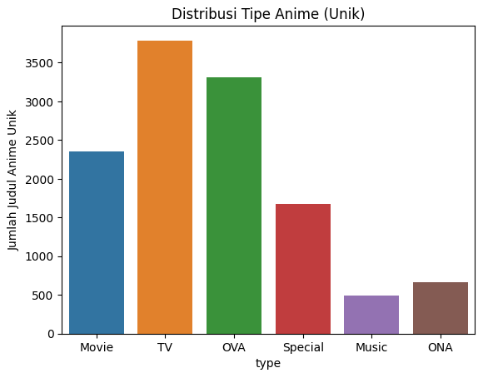 Distribusi Tipe Anime (Unik)
Jumlah Judul Anime Unik
3500
3000
2500
2000
1500
1000
500
0
Movie TV OVA Special Music ONA
type